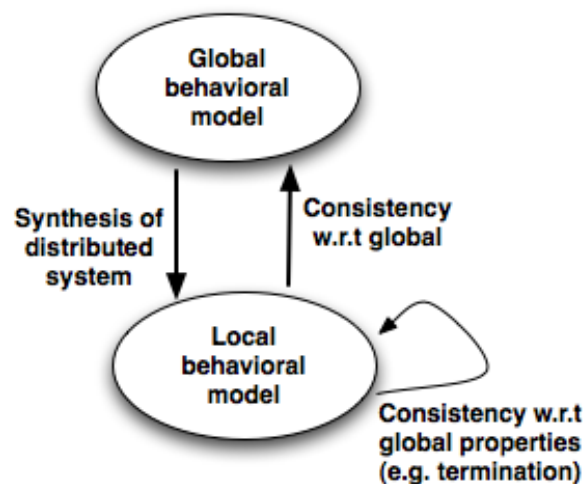 Global
behavioral
model
Synthesis of
distributed
system
Consistency
w.r.t global
Local
behavioral
model
Consistency w.r.t
global properties
(e.g. termination)